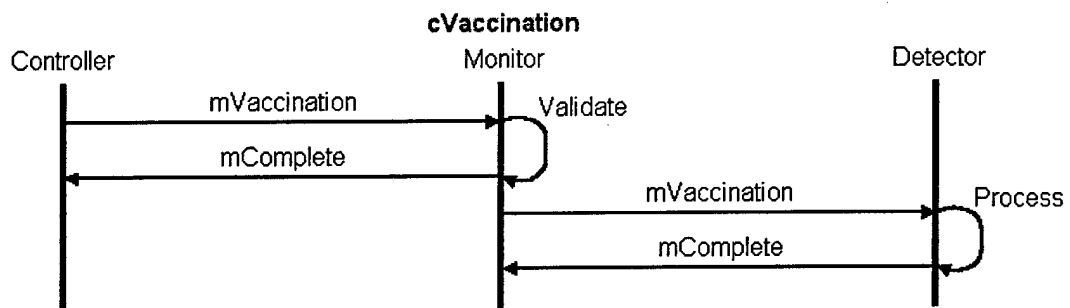 cVaccination
Controller
Monitor
Detector
mVaccination
Validate
mComplete
mVaccination
Process
mComplete